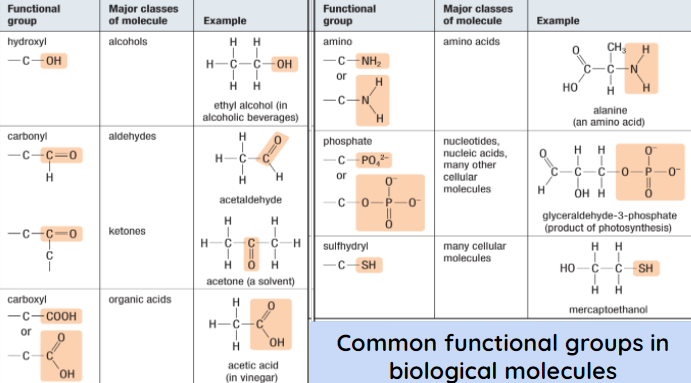 Functional group
Major classes of molecule
Example
hydroxyl
—C—OH
alcohols
H H
H—C—C—OH
H H
ethyl alcohol (in
alcoholic beverages)
carbonyl
—C—C=O
H
aldehydes
H O
H—C—C
H H
acetaldehyde
—C—C=O
C
ketones
H H
H—C—C—C—H
H O H
acetone (a solvent)
carboxyl
—C—COOH
or
O
—C—C
OH
organic acids
H O
H—C—C
H OH
acetic acid
(in vinegar)
Functional group
Major classes of molecule
Example
amino
—C—NH₂
or
H
—C—N
H
amino acids
O CH₃ H
C—C—N
HO H H
alanine
(an amino acid)
phosphate
—C—PO₄²⁻
or
O⁻
—C—O—P—O⁻
O
nucleotides,
nucleic acids,
many other
cellular
molecules
O H H O⁻
C—C—C—O—P—O⁻
H OH H O
glyceraldehyde-3-phosphate
(product of photosynthesis)
sulfhydryl
—C—SH
many cellular
molecules
H H
HO—C—C—SH
H H
mercaptoethanol
Common functional groups in
biological molecules